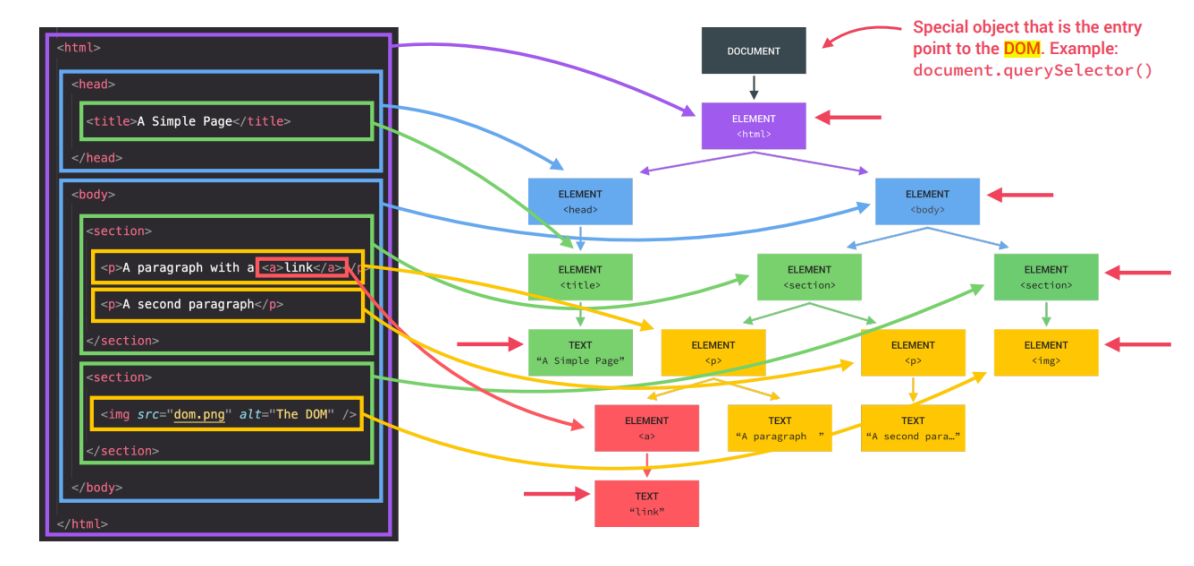 <html>
<head>
<title>A Simple Page</title>
</head>
<body>
<section>
<p>A paragraph with a <a>link</a></p
<p>A second paragraph</p>
</section>
<section>
<img src="dom.png" alt="The DOM" />
</section>
</body>
</html>
DOCUMENT
Special object that is the entry
point to the DOM. Example:
document.querySelector()
ELEMENT
<html>
ELEMENT
<head>
ELEMENT
<body>
ELEMENT
<title>
ELEMENT
<section>
ELEMENT
<section>
TEXT
“A Simple Page”
ELEMENT
<p>
ELEMENT
<p>
ELEMENT
<img>
ELEMENT
<a>
TEXT
“A paragraph ”
TEXT
“A second para…”
TEXT
“link”